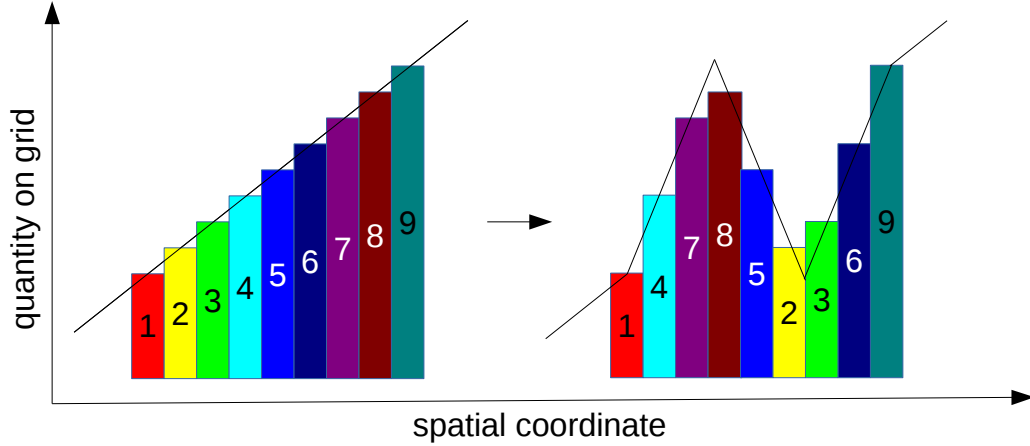 quantity on grid
1 2 3 4 5 6 7 8 9
1 4 7 8 5 2 3 6 9
spatial coordinate